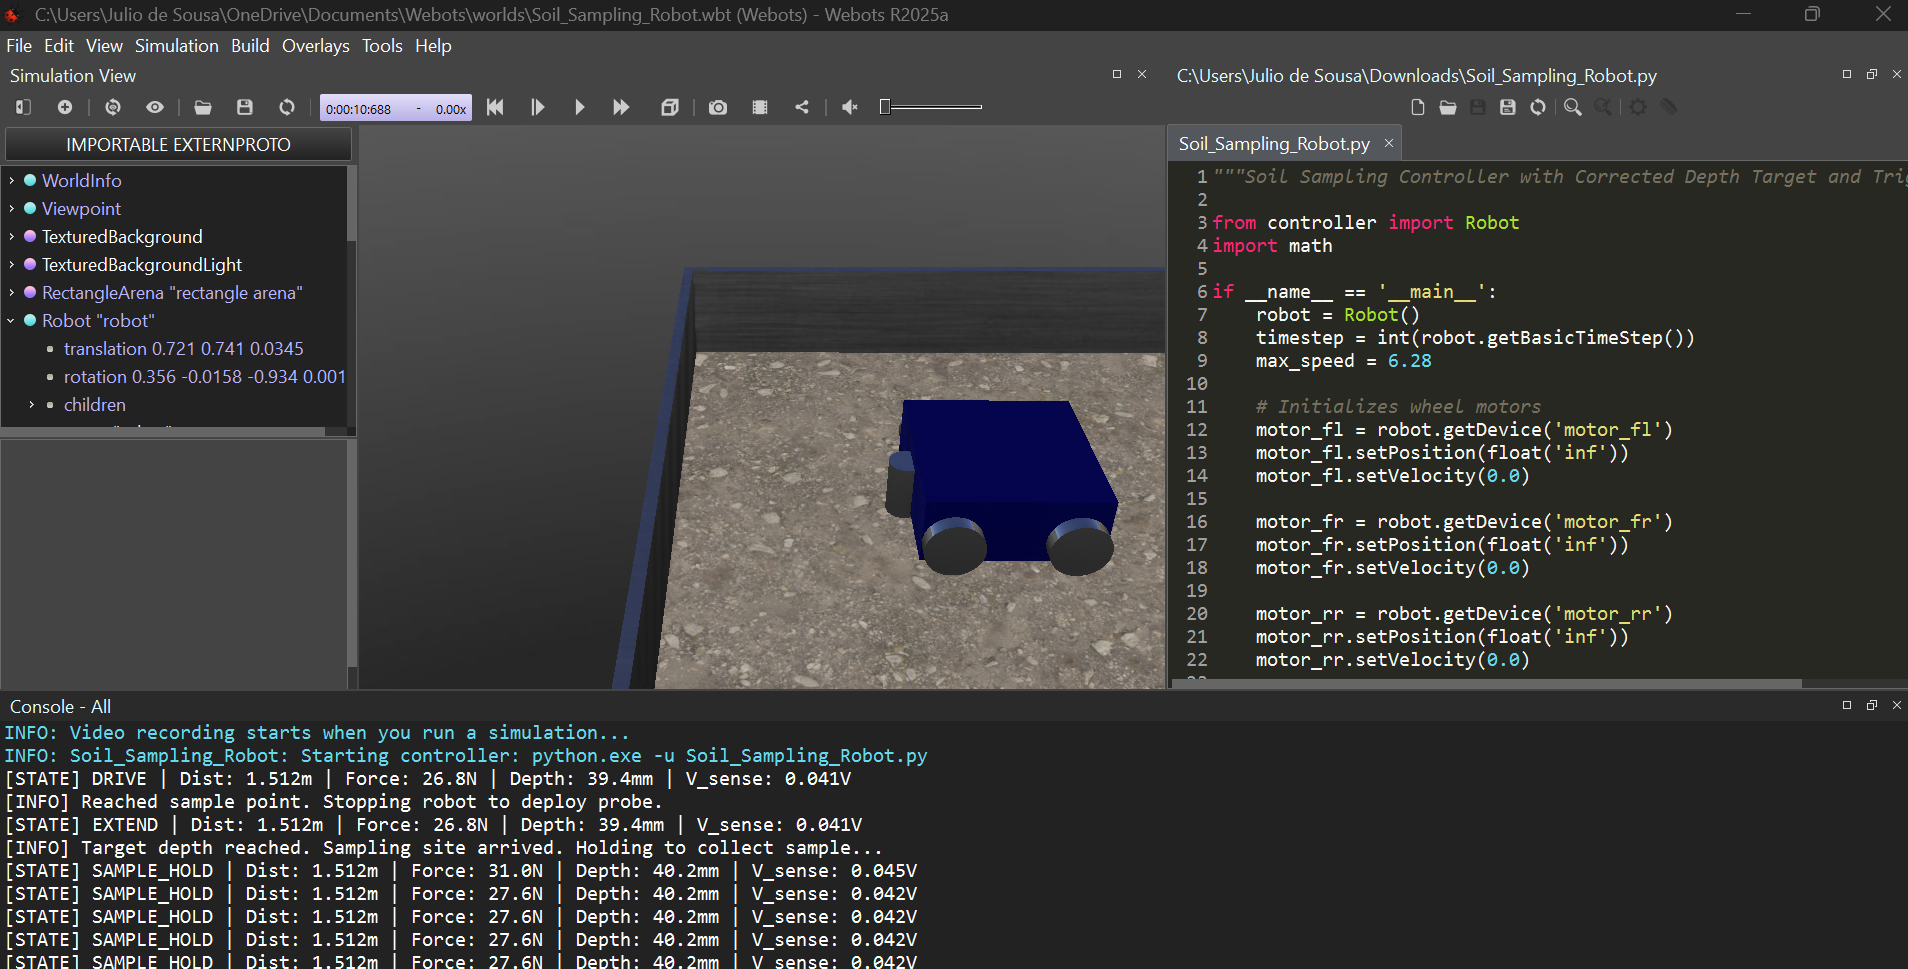 C:\Users\Julio de Sousa\OneDrive\Documents\Webots\worlds\Soil_Sampling_Robot.wbt (Webots) - Webots R2025a
File Edit View Simulation Build Overlays Tools Help
Simulation View
0:00:10:688 - 0.00x
IMPORTABLE EXTERNPROTO
WorldInfo
Viewpoint
TexturedBackground
TexturedBackgroundLight
RectangleArena "rectangle arena"
Robot "robot"
translation 0.721 0.741 0.0345
rotation 0.356 -0.0158 -0.934 0.001
children
C:\Users\Julio de Sousa\Downloads\Soil_Sampling_Robot.py
Soil_Sampling_Robot.py
1 """Soil Sampling Controller with Corrected Depth Target and Tri
2
3 from controller import Robot
4 import math
5
6 if __name__ == '__main__':
7 robot = Robot()
8 timestep = int(robot.getBasicTimeStep())
9 max_speed = 6.28
10
11 # Initializes wheel motors
12 motor_fl = robot.getDevice('motor_fl')
13 motor_fl.setPosition(float('inf'))
14 motor_fl.setVelocity(0.0)
15
16 motor_fr = robot.getDevice('motor_fr')
17 motor_fr.setPosition(float('inf'))
18 motor_fr.setVelocity(0.0)
19
20 motor_rr = robot.getDevice('motor_rr')
21 motor_rr.setPosition(float('inf'))
22 motor_rr.setVelocity(0.0)
Console - All
INFO: Video recording starts when you run a simulation...
INFO: Soil_Sampling_Robot: Starting controller: python.exe -u Soil_Sampling_Robot.py
[STATE] DRIVE | Dist: 1.512m | Force: 26.8N | Depth: 39.4mm | V_sense: 0.041V
[INFO] Reached sample point. Stopping robot to deploy probe.
[STATE] EXTEND | Dist: 1.512m | Force: 26.8N | Depth: 39.4mm | V_sense: 0.041V
[INFO] Target depth reached. Sampling site arrived. Holding to collect sample...
[STATE] SAMPLE_HOLD | Dist: 1.512m | Force: 31.0N | Depth: 40.2mm | V_sense: 0.045V
[STATE] SAMPLE_HOLD | Dist: 1.512m | Force: 27.6N | Depth: 40.2mm | V_sense: 0.042V
[STATE] SAMPLE_HOLD | Dist: 1.512m | Force: 27.6N | Depth: 40.2mm | V_sense: 0.042V
[STATE] SAMPLE_HOLD | Dist: 1.512m | Force: 27.6N | Depth: 40.2mm | V_sense: 0.042V
[STATE] SAMPLE_HOLD | Dist: 1.512m | Force: 27.6N | Depth: 40.2mm | V_sense: 0.042V